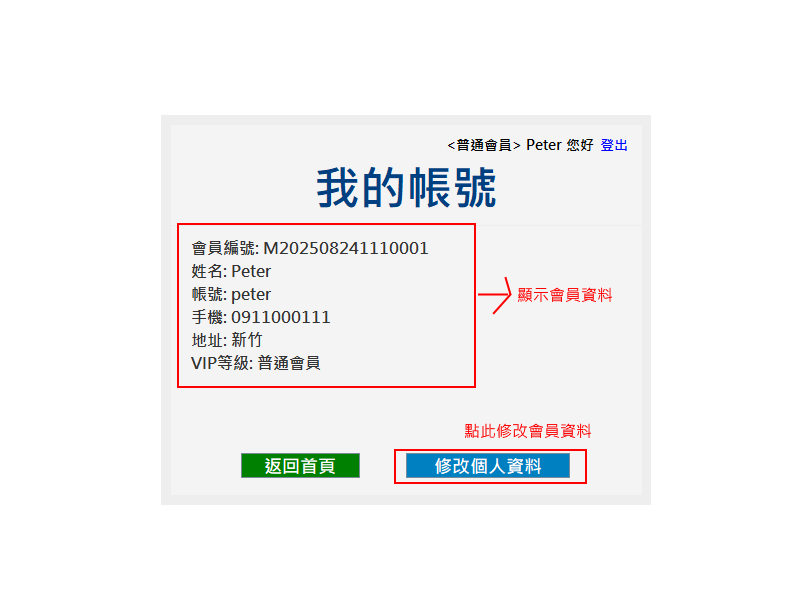 <普通會員> Peter 您好 登出
我的帳號
會員編號: M202508241110001
姓名: Peter
帳號: peter
手機: 0911000111
地址: 新竹
VIP等級: 普通會員
顯示會員資料
點此修改會員資料
返回首頁
修改個人資料